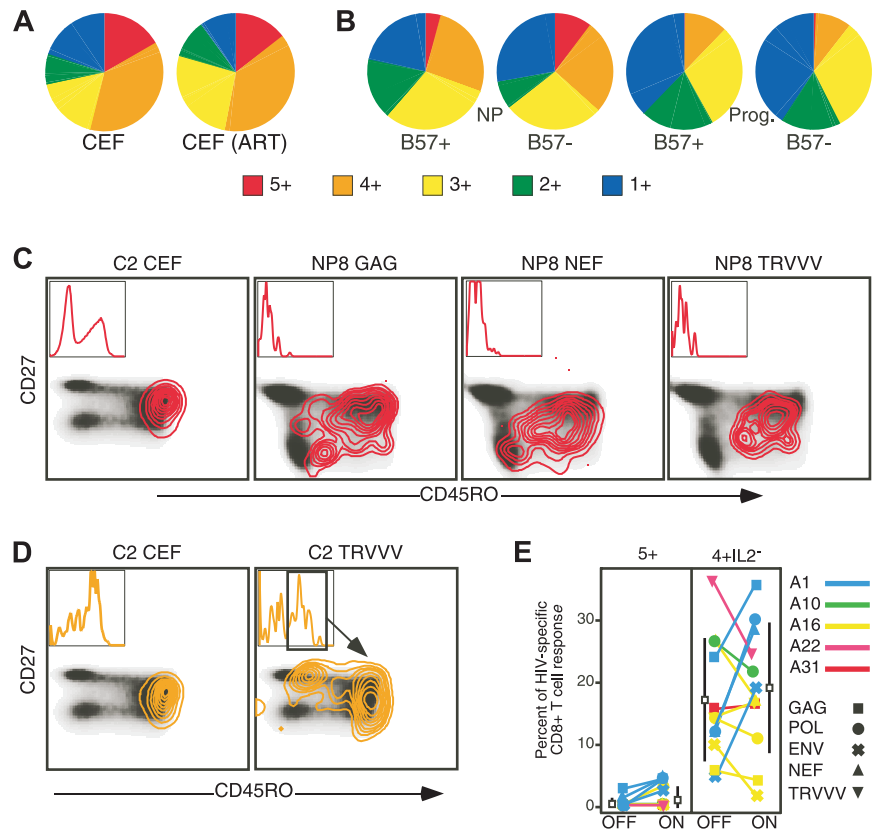 A
B
CEF
CEF (ART)
B57+
NP
B57-
B57+
Prog.
B57-
5+
4+
3+
2+
1+
C
C2 CEF
NP8 GAG
NP8 NEF
NP8 TRVVV
CD27
CD45RO
D
C2 CEF
C2 TRVVV
CD27
CD45RO
E
5+
4+IL2-
Percent of HIV-specific
CD8+ T cell response
30
20
10
0
OFF
ON
OFF
ON
A1
A10
A16
A22
A31
GAG
POL
ENV
NEF
TRVVV